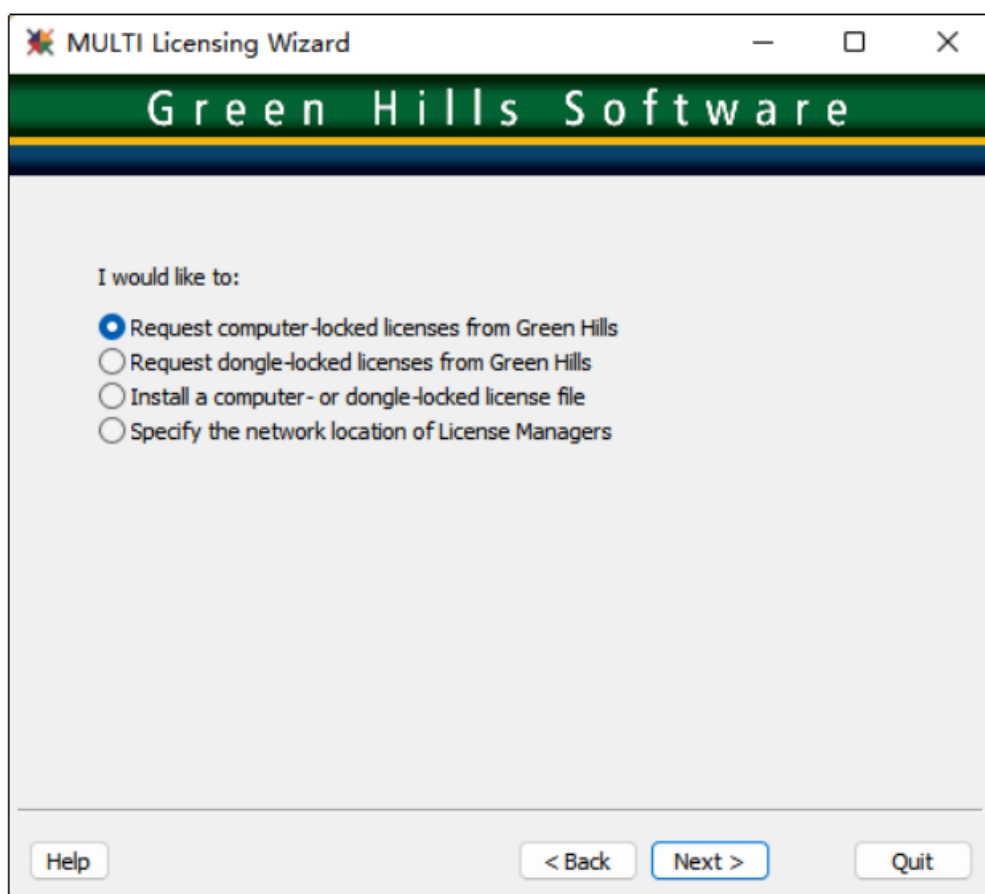 MULTI Licensing Wizard
Green Hills Software
I would like to:
Request computer-locked licenses from Green Hills
Request dongle-locked licenses from Green Hills
Install a computer- or dongle-locked license file
Specify the network location of License Managers
Help
< Back
Next >
Quit